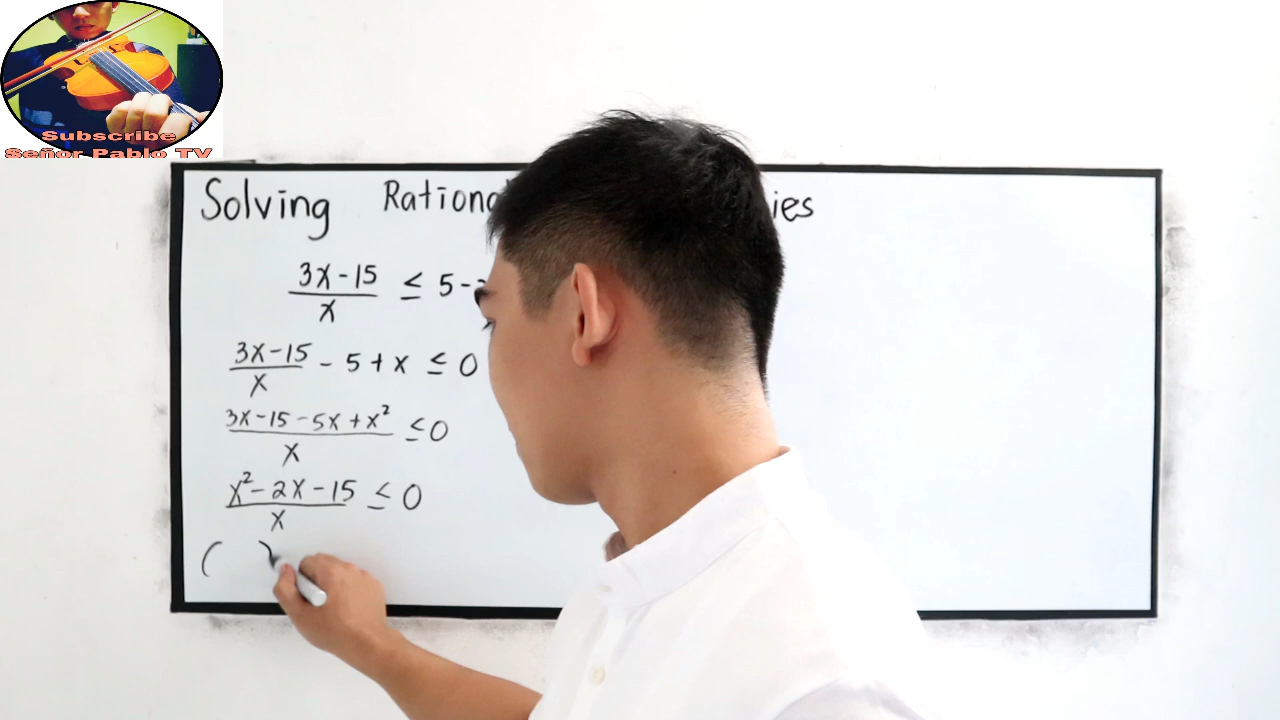 Subscribe
Señor Pablo TV
Solving Rational
3x-15/x ≤ 5-
3x-15/x - 5 + x ≤ 0
3x-15-5x+x²/x ≤0
x²-2x-15/x ≤ 0
( )